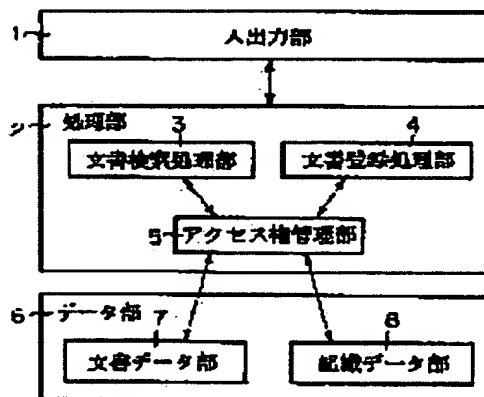 1 入出力部
2 処理部
3 4
文書検索処理部 文書登録処理部
5 アクセス権管理部
6 データ部 7 8
文書データ部 組織データ部